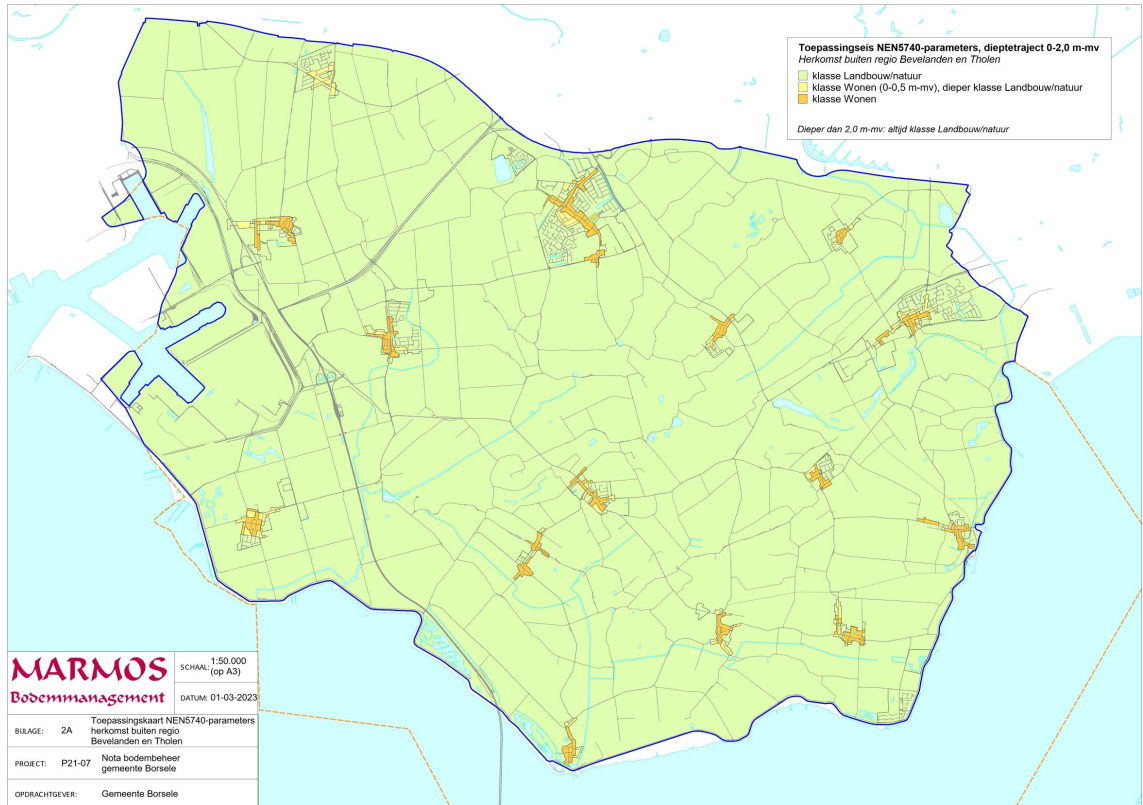 Toepassingseis NEN5740-parameters, dieptetraject 0-2,0 m-mv
Herkomst buiten regio Bevelanden en Tholen
klasse Landbouw/natuur
klasse Wonen (0-0,5 m-mv), dieper klasse Landbouw/natuur
klasse Wonen
Dieper dan 2,0 m-mv: altijd klasse Landbouw/natuur
MARMOS
Bodemmanagement
SCHAAL: 1:50.000
(op A3)
DATUM: 01-03-2023
BIJLAGE: 2A Toepassingskaart NEN5740-parameters
herkomst buiten regio
Bevelanden en Tholen
PROJECT: P21-07 Nota bodembeheer
gemeente Borsele
OPDRACHTGEVER: Gemeente Borsele